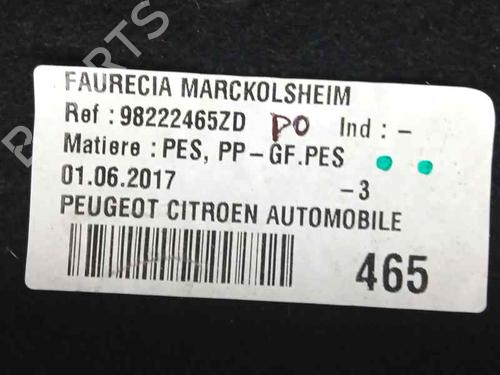 FAURECIA MARCKOLSHEIM
Ref : 98222465ZD PO Ind : -
Matiere : PES, PP-GF.PES
01.06.2017 -3
PEUGEOT CITROEN AUTOMOBILE
465